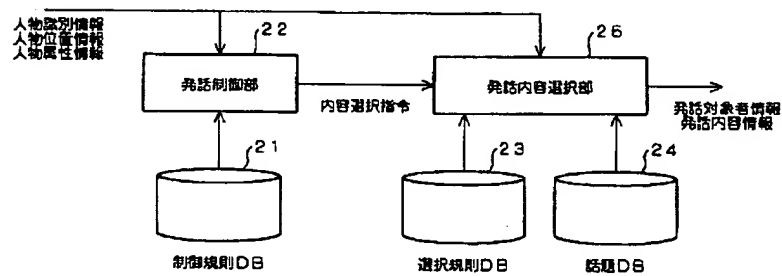 人物識別情報
人物位置情報
人物属性情報
22
発話制御部
内容選択指令
26
発話内容選択部
発話対象者情報
発話内容情報
21
制御規則DB
23
選択規則DB
24
話題DB